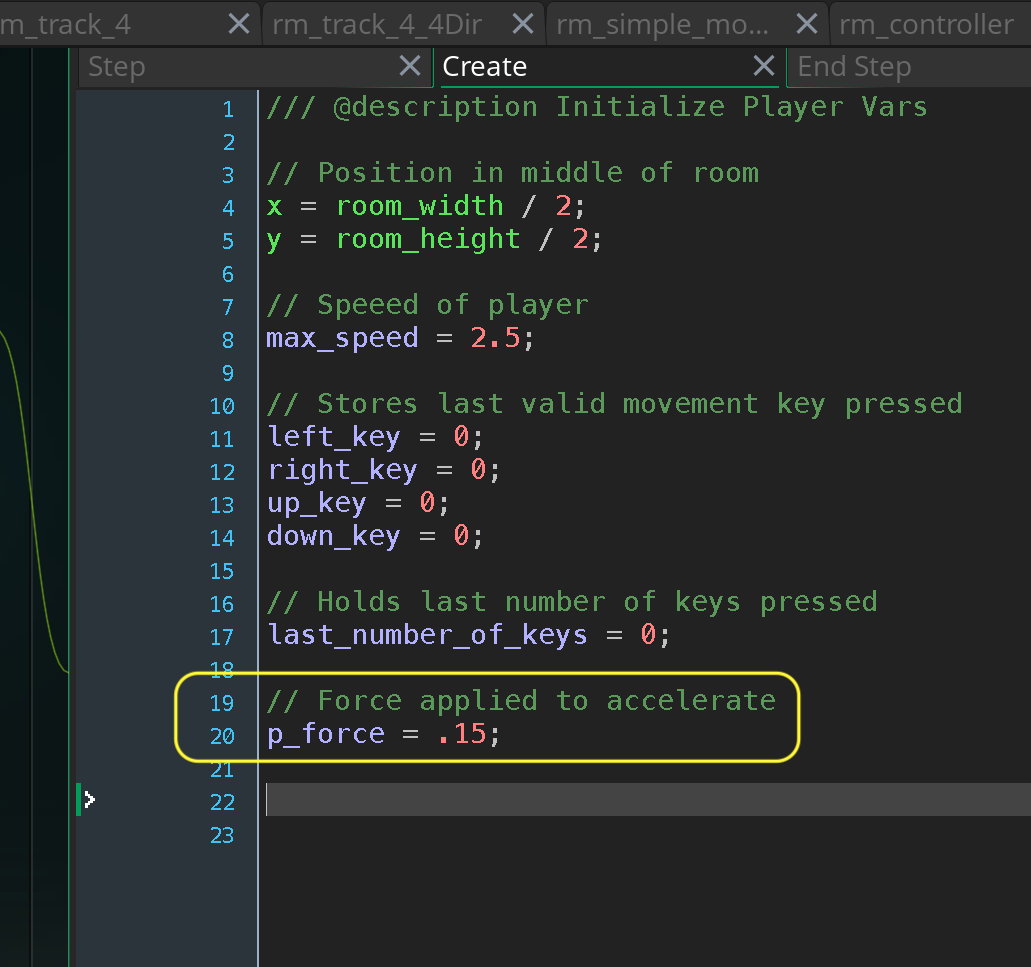 rm_track_4 rm_track_4_4Dir rm_simple_mo... rm_controller
Step Create End Step
1 /// @description Initialize Player Vars
2
3 // Position in middle of room
4 x = room_width / 2;
5 y = room_height / 2;
6
7 // Speeed of player
8 max_speed = 2.5;
9
10 // Stores last valid movement key pressed
11 left_key = 0;
12 right_key = 0;
13 up_key = 0;
14 down_key = 0;
15
16 // Holds last number of keys pressed
17 last_number_of_keys = 0;
18
19 // Force applied to accelerate
20 p_force = .15;
21
22
23